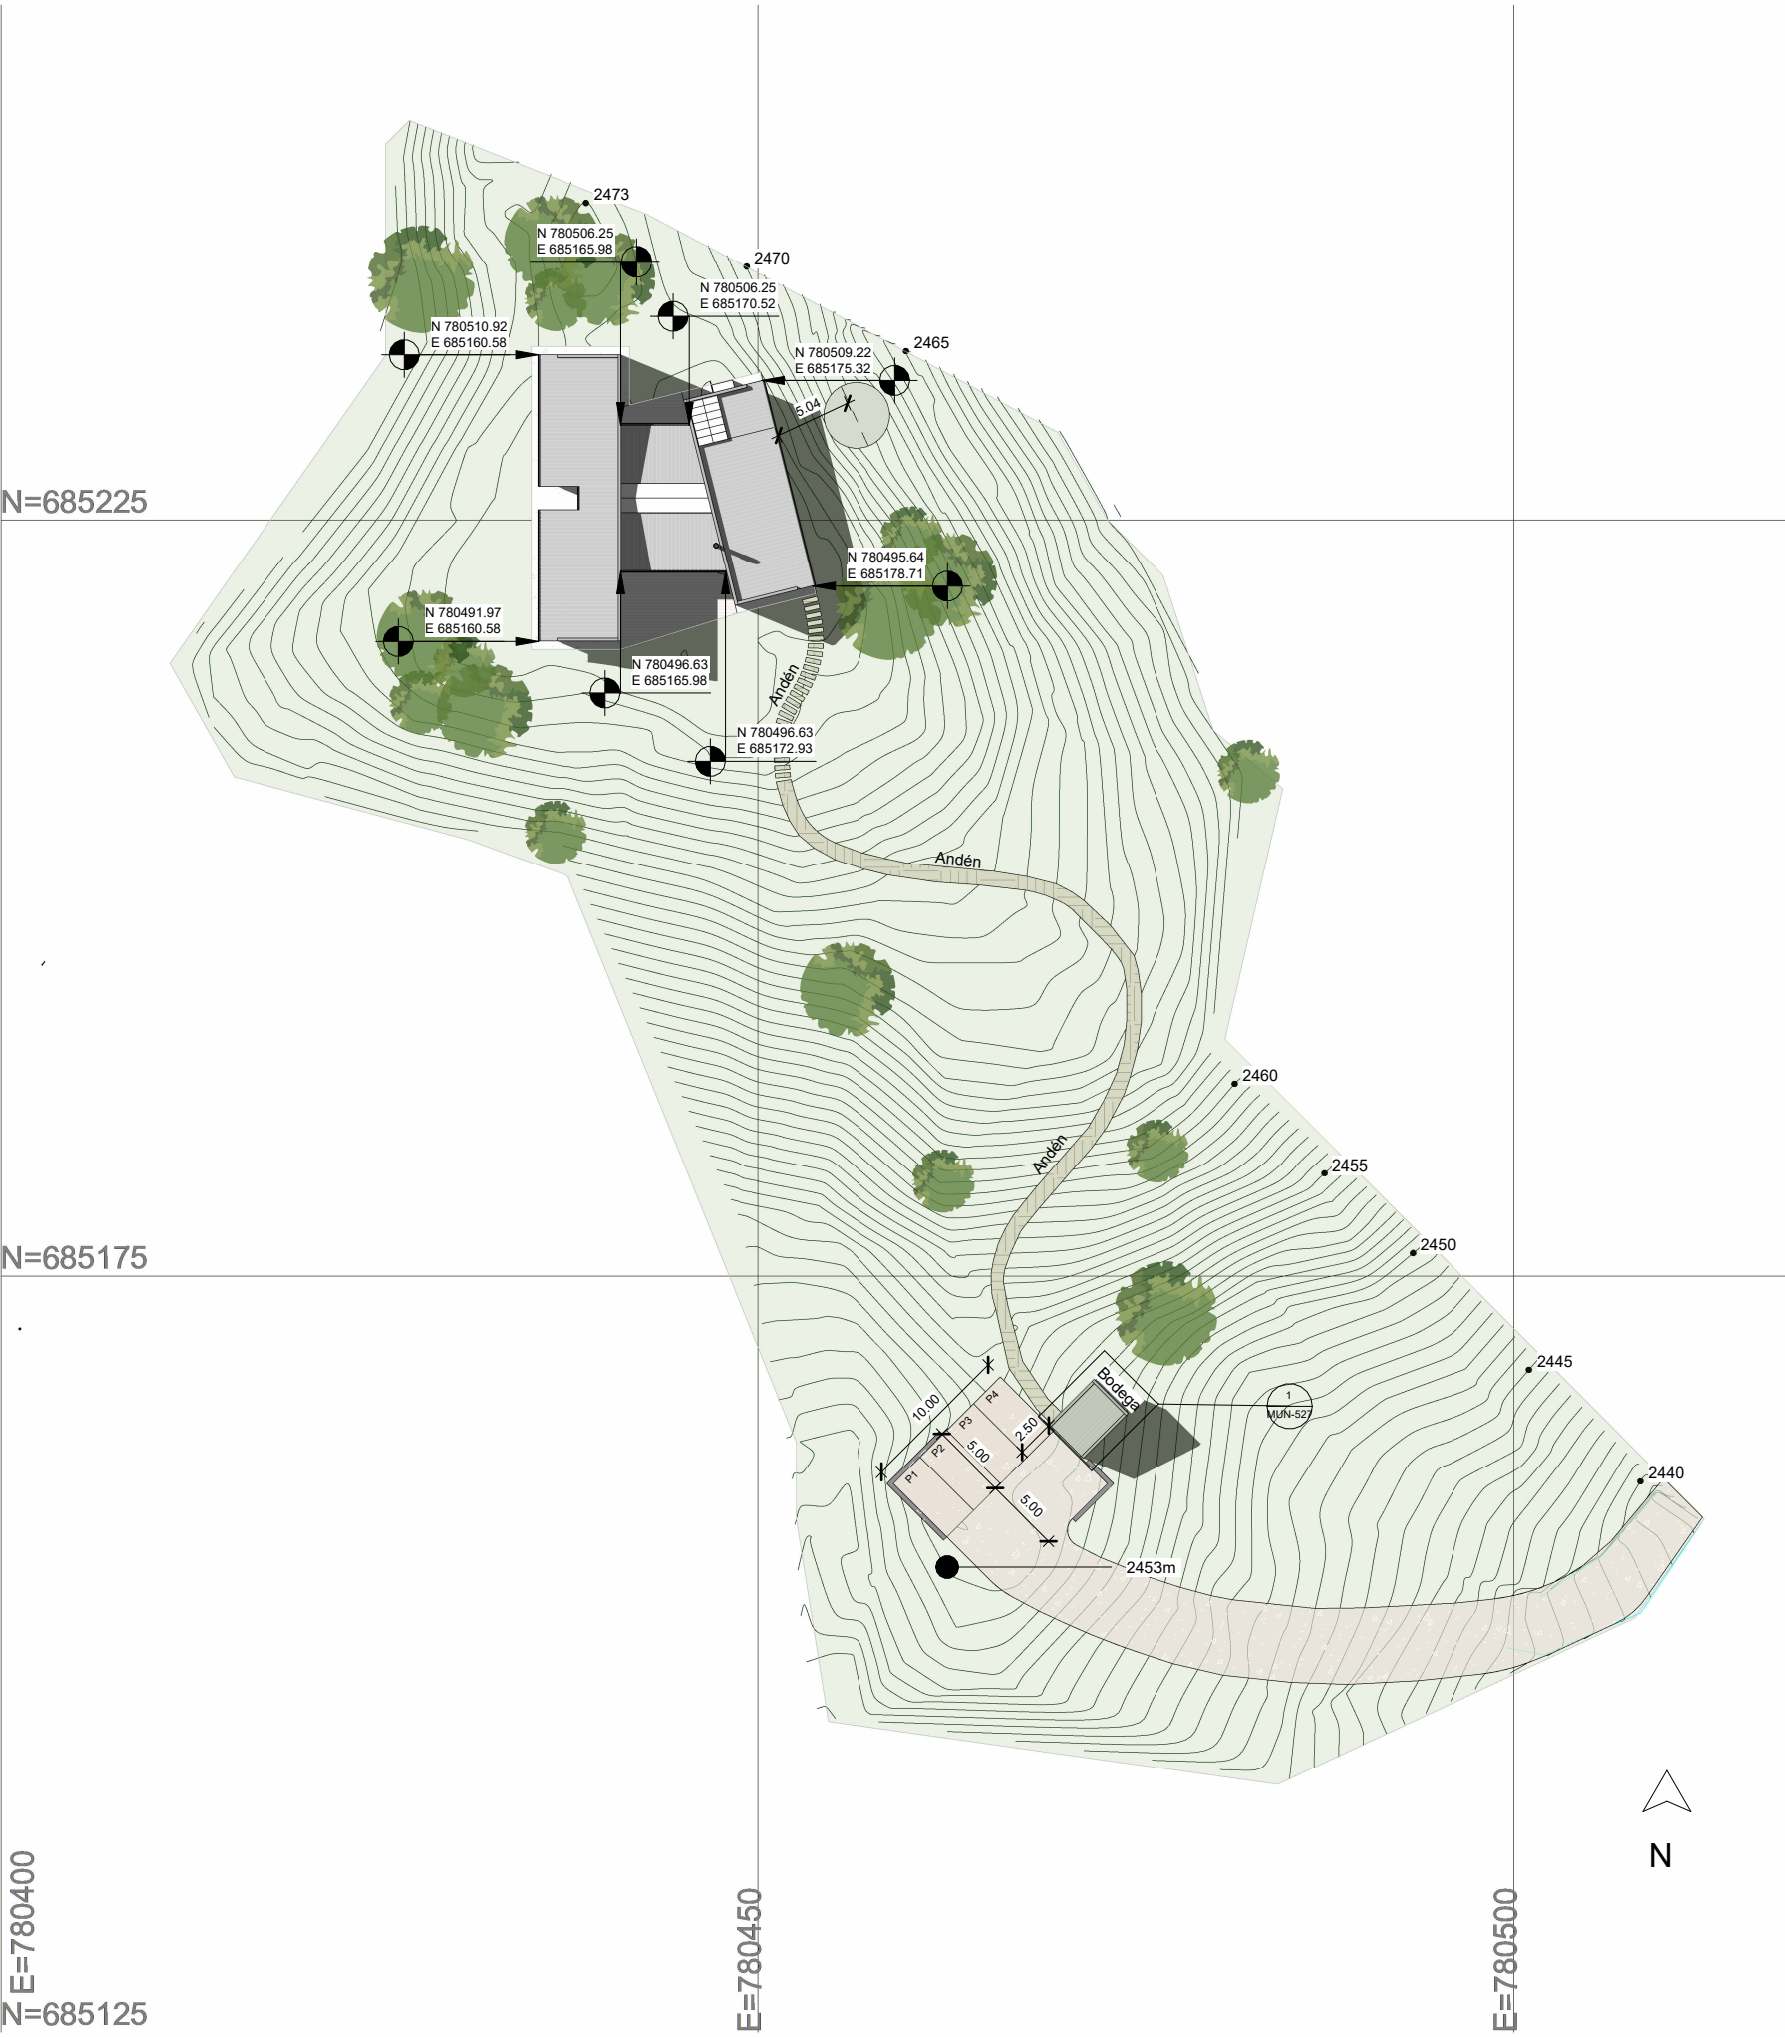 2473
N 780506.25
E 685165.98
2470
N 780506.25
E 685170.52
N 780510.92
E 685160.58
2465
N 780509.22
E 685175.32
5.04
N=685225
N 780495.64
E 685178.71
N 780491.97
E 685160.58
N 780496.63
E 685165.98
Andén
N 780496.63
E 685172.93
Andén
2460
Andén
2455
2450
N=685175
2445
Bodega
1
MUN-527
10.00
P4
P3
P2
P1
2.50
5.00
5.00
2440
2453m
N
E=780400
E=780450
E=780500
N=685125